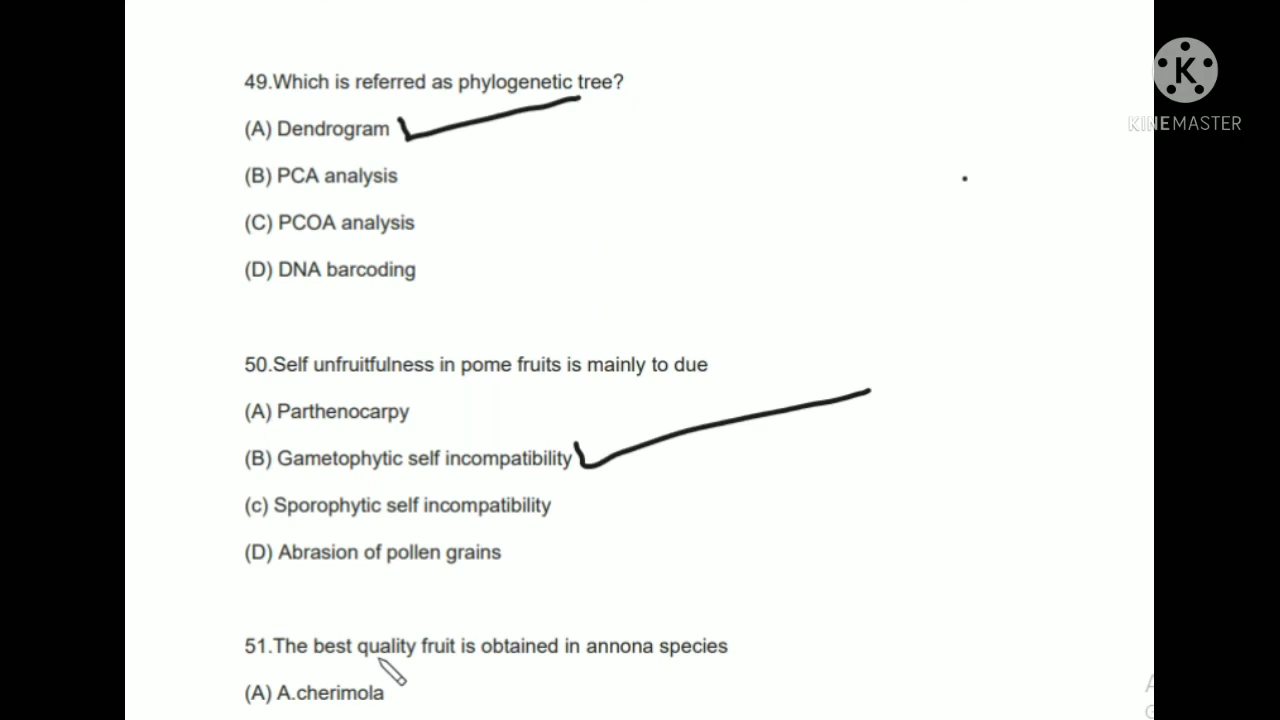 49.Which is referred as phylogenetic tree?
(A) Dendrogram
(B) PCA analysis
(C) PCOA analysis
(D) DNA barcoding
50.Self unfruitfulness in pome fruits is mainly to due
(A) Parthenocarpy
(B) Gametophytic self incompatibility
(c) Sporophytic self incompatibility
(D) Abrasion of pollen grains
51.The best quality fruit is obtained in annona species
(A) A.cherimola
K
KINEMASTER